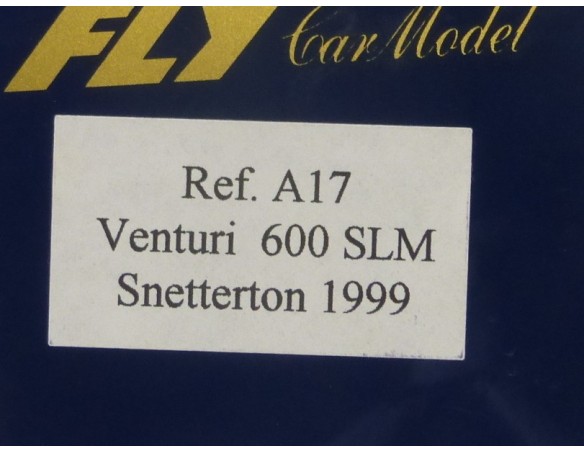 FLY Car Model
Ref. A17
Venturi 600 SLM
Snetterton 1999